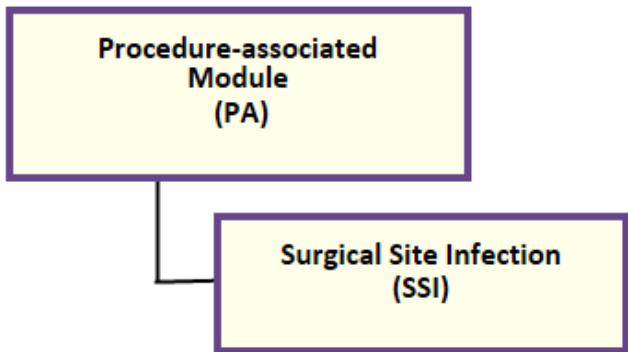 Procedure-associated
Module
(PA)
Surgical Site Infection
(SSI)